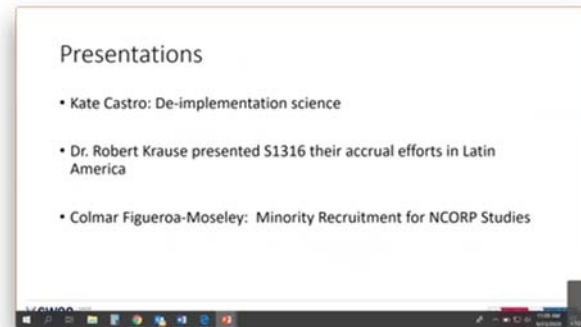 Presentations
• Kate Castro: De-implementation science
• Dr. Robert Krause presented S1316 their accrual efforts in Latin
America
• Colmar Figueroa-Moseley: Minority Recruitment for NCORP Studies